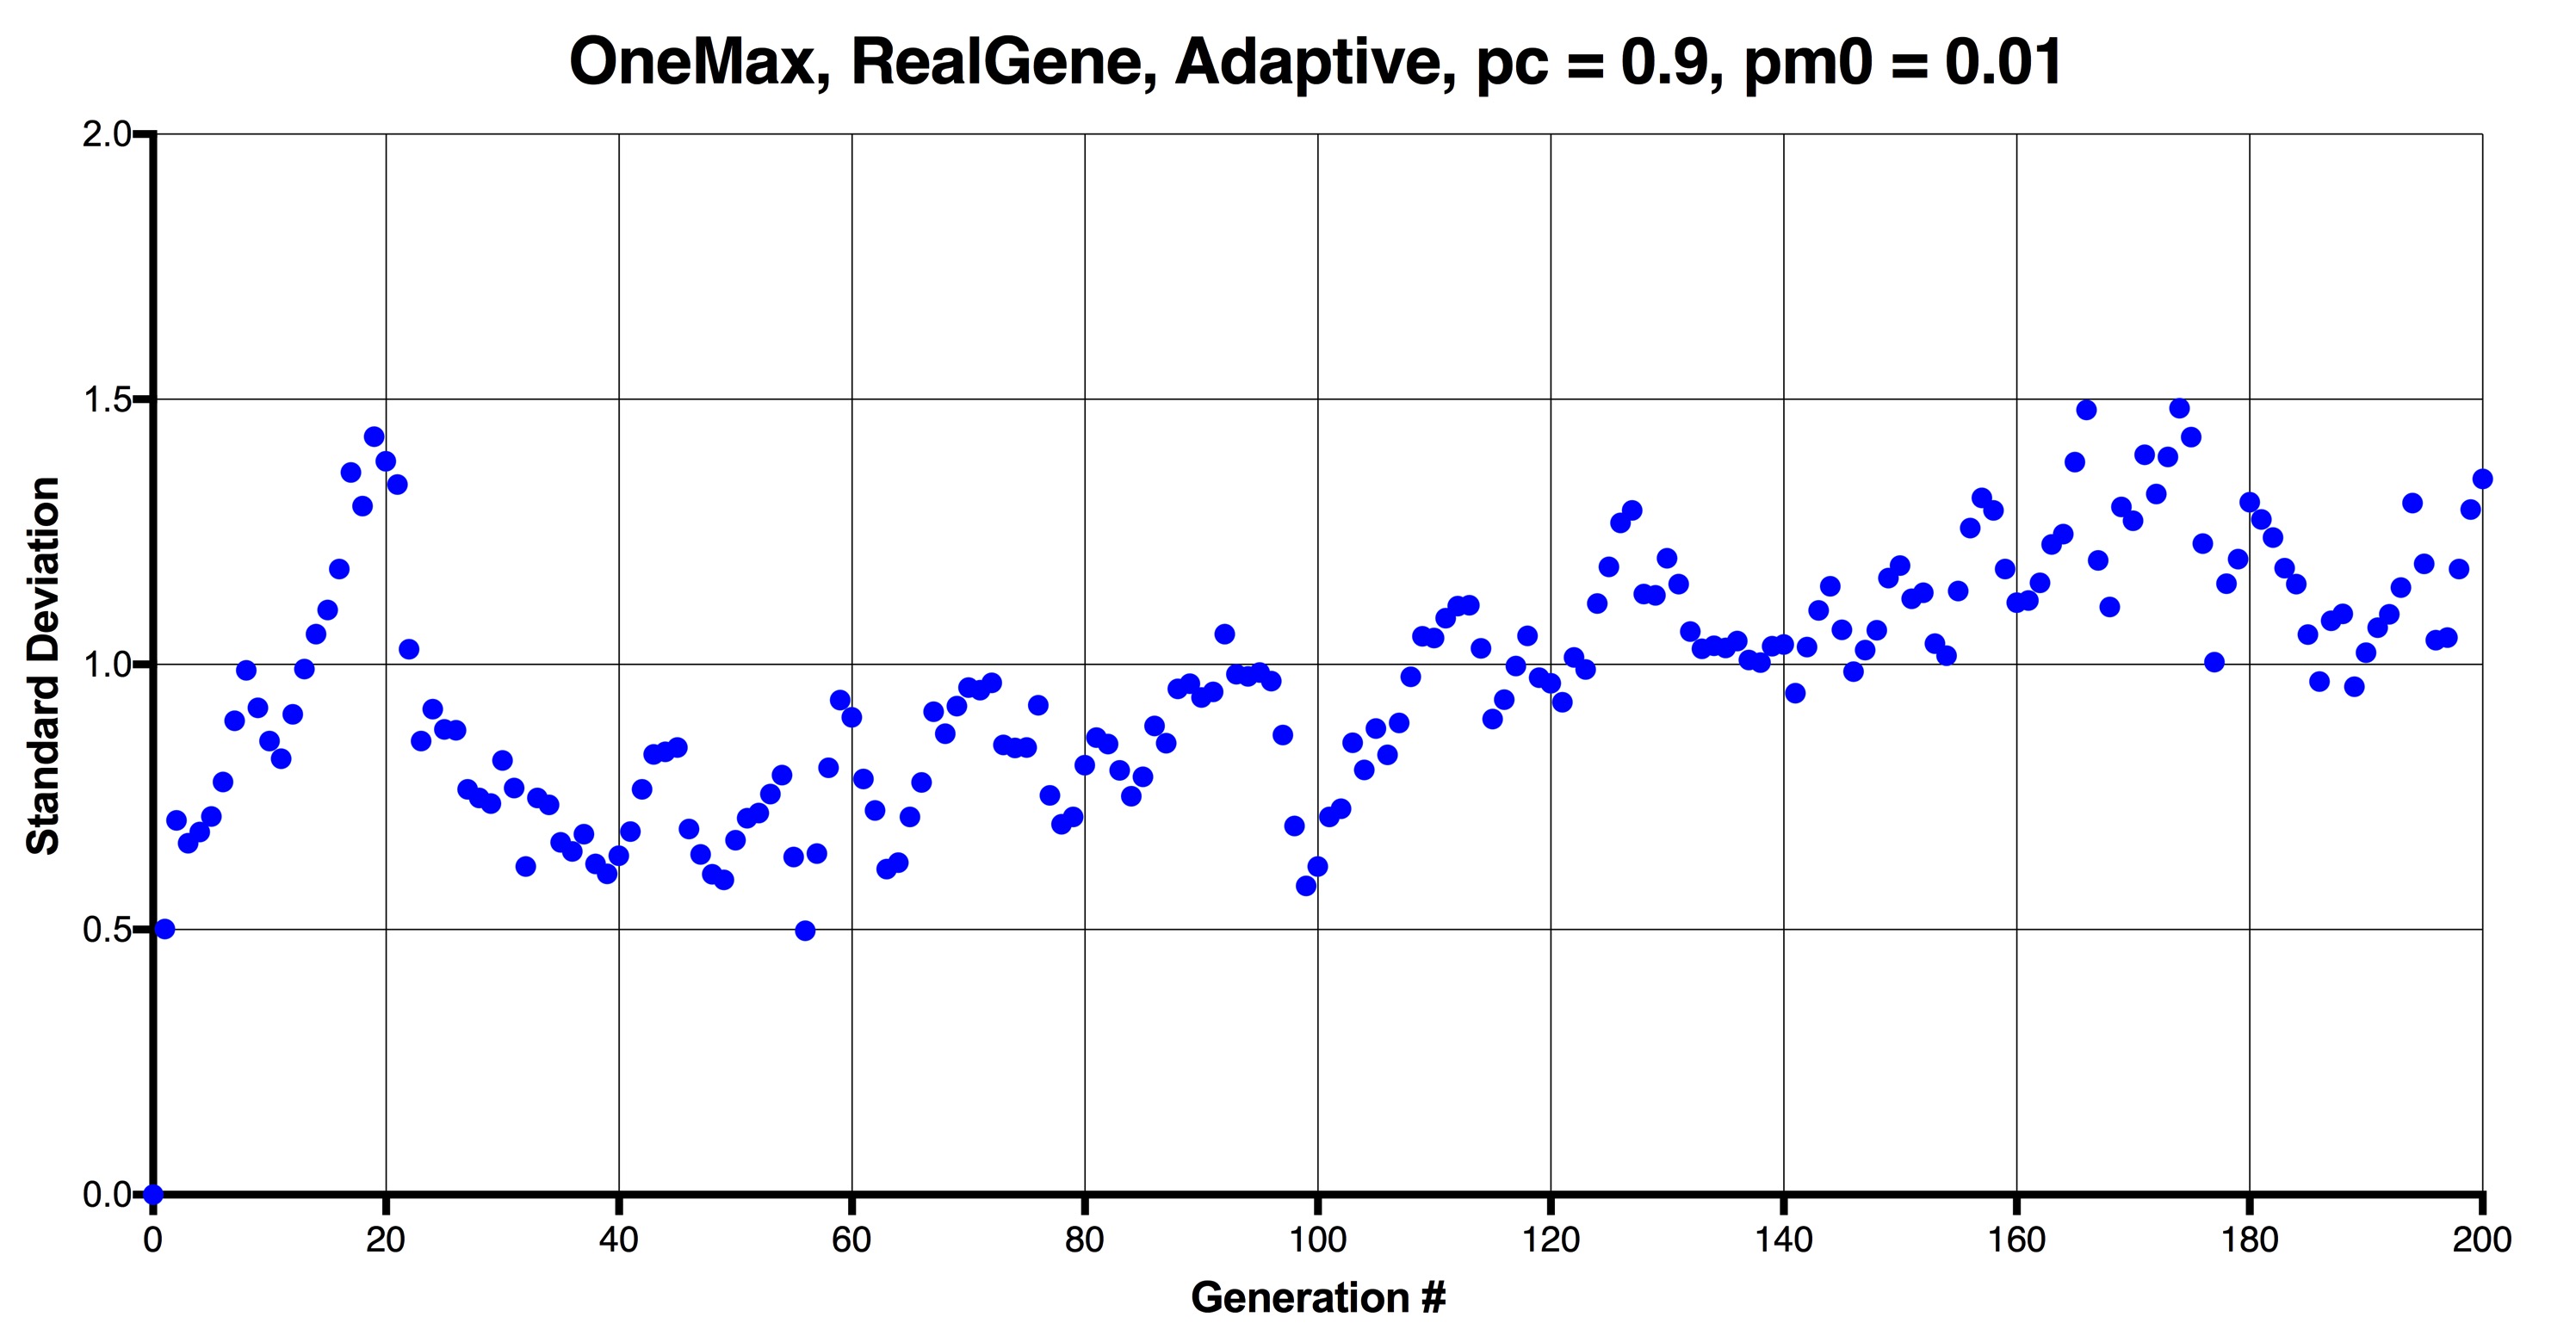 OneMax, RealGene, Adaptive, pc = 0.9, pm0 = 0.01
2.0
1.5
1.0
0.5
0.0
Standard Deviation
0 20 40 60 80 100 120 140 160 180 200
Generation #